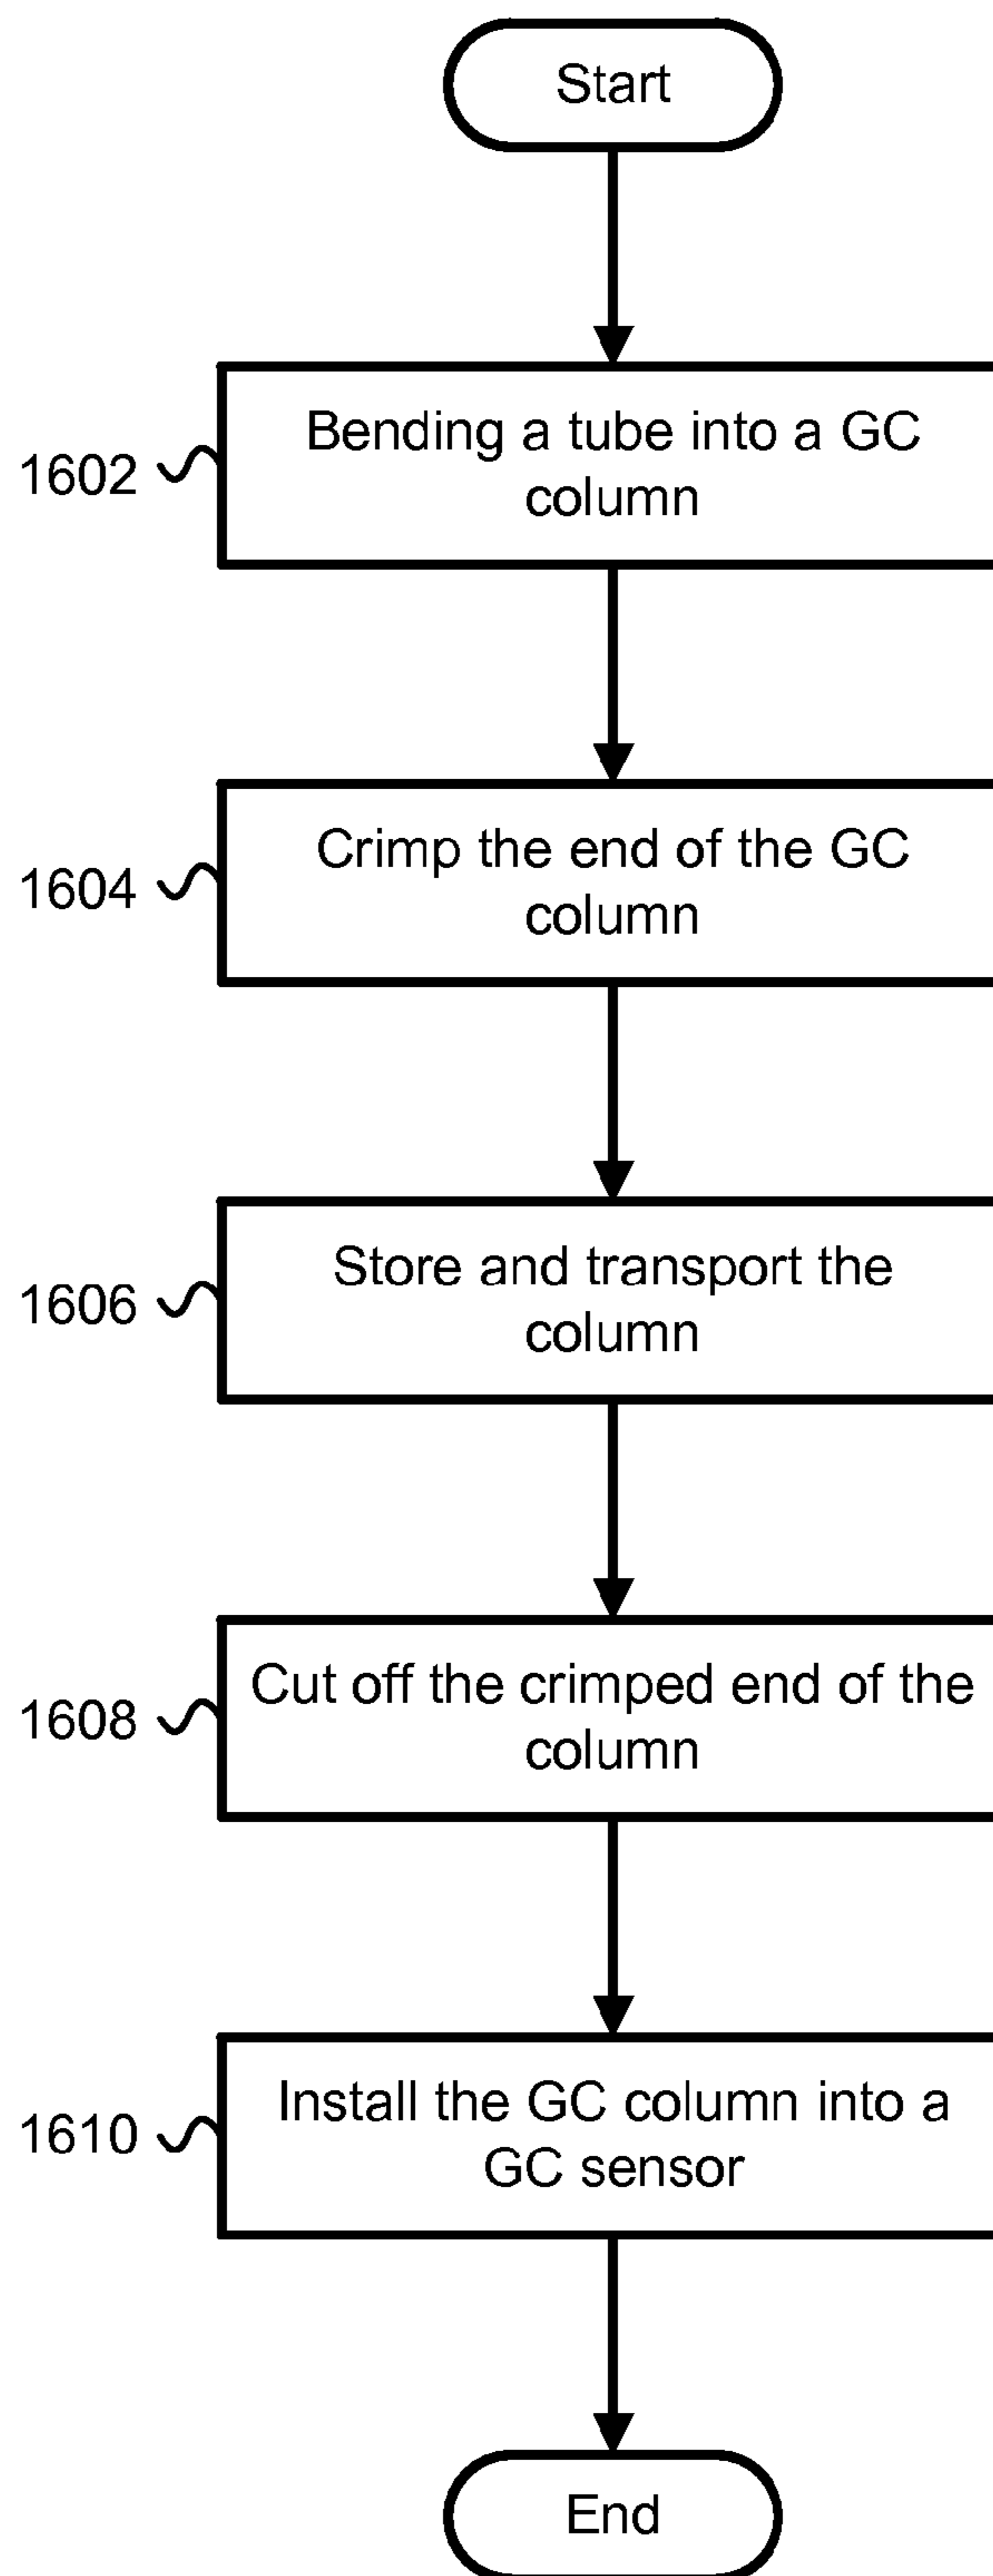 Start
1602
Bending a tube into a GC
column
1604
Crimp the end of the GC
column
1606
Store and transport the
column
1608
Cut off the crimped end of the
column
1610
Install the GC column into a
GC sensor
End